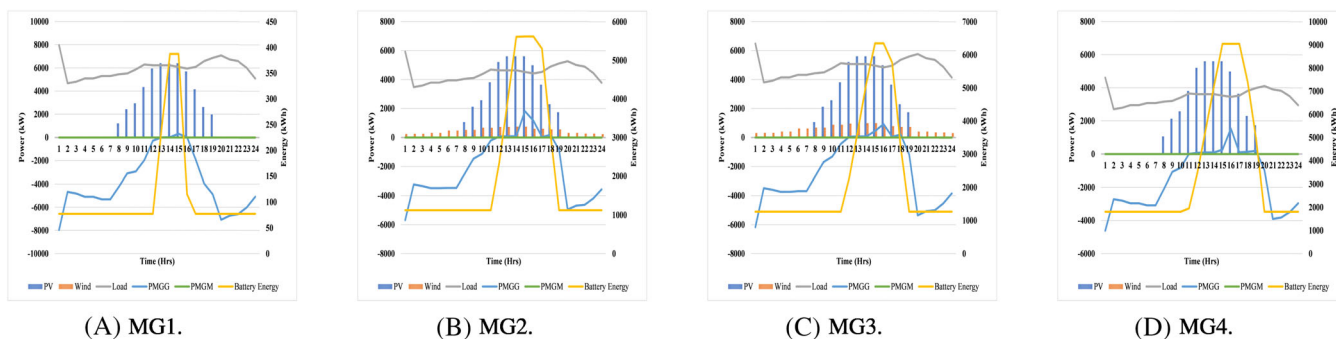 10000 450
8000 400
6000 350
4000 300
2000 250
0 200
-2000 150
-4000 100
-6000 50
-8000 0
-10000
Power (kW)
Energy (kWh)
1 2 3 4 5 6 7 8 9 10 11 12 13 14 15 16 17 18 19 20 21 22 23 24
Time (Hrs)
PV Wind Load PMGG PMGM Battery Energy
(A) MG1.
8000 6000
6000 5000
4000 4000
2000 3000
0 2000
-2000 1000
-4000 0
-6000
-8000
Power (kW)
Energy (kWh)
1 2 3 4 5 6 7 8 9 10 11 12 13 14 15 16 17 18 19 20 21 22 23 24
Time (Hrs)
PV Wind Load PMGG PMGM Battery Energy
(B) MG2.
8000 7000
6000 6000
4000 5000
2000 4000
0 3000
-2000 2000
-4000 1000
-6000 0
-8000
Power (kW)
Energy (kWh)
1 2 3 4 5 6 7 8 9 10 11 12 13 14 15 16 17 18 19 20 21 22 23 24
Time (Hrs)
PV Wind Load PMGG PMGM Battery Energy
(C) MG3.
8000 10000
6000 9000
4000 8000
2000 7000
0 6000
-2000 5000
-4000 4000
-6000 3000
2000
1000
0
Power (kW)
Energy (kWh)
1 2 3 4 5 6 7 8 9 10 11 12 13 14 15 16 17 18 19 20 21 22 23 24
Time (Hrs)
PV Wind Load PMGG PMGM Battery Energy
(D) MG4.